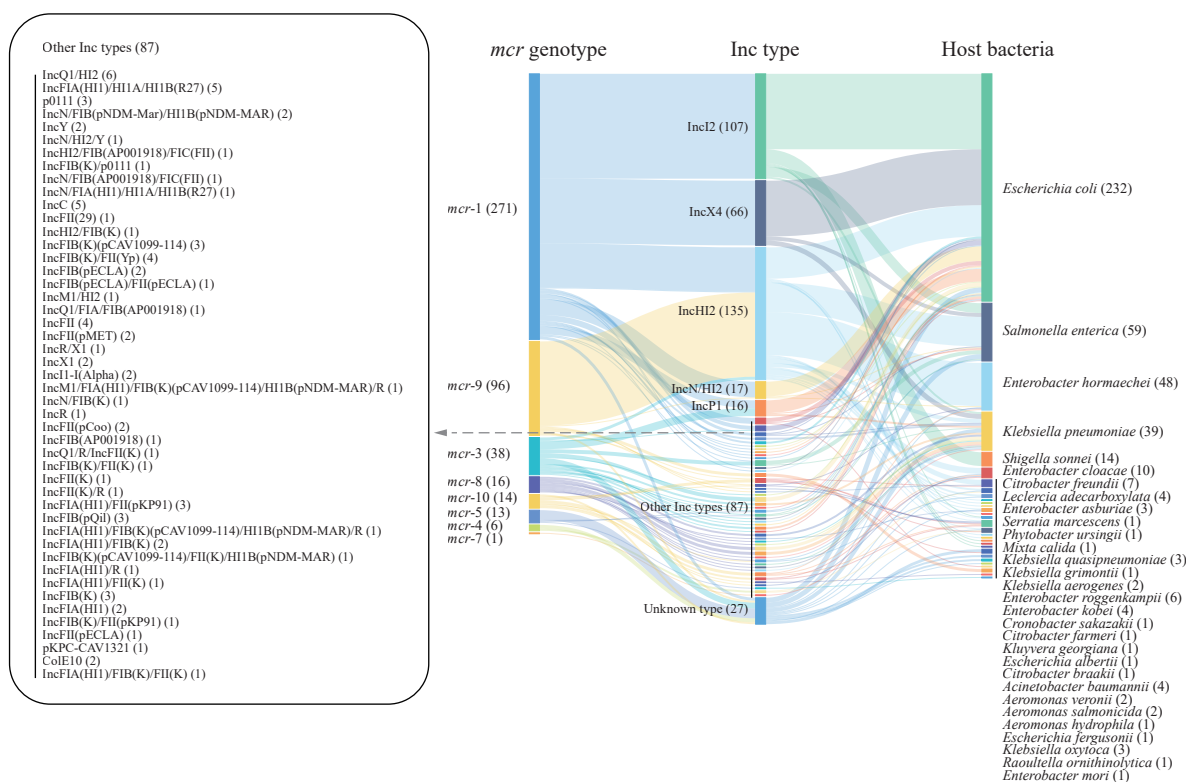 Other Inc types (87)
IncQ1/HI2 (6)
IncFIA(HI1)/HI1A/HI1B(R27) (5)
p0111 (3)
IncN/FIB(pNDM-Mar)/HI1B(pNDM-MAR) (2)
IncY (2)
IncN/HI2/Y (1)
IncHI2/FIB(AP001918)/FIC(FII) (1)
IncFIB(K)/p0111 (1)
IncN/FIB(AP001918)/FIC(FII) (1)
IncN/FIA(HI1)/HI1A/HI1B(R27) (1)
IncC (5)
IncFII(29) (1)
IncHI2/FIB(K) (1)
IncFIB(K)(pCAV1099-114) (3)
IncFIB(K)/FII(Yp) (4)
IncFIB(pECLA) (2)
IncFIB(pECLA)/FII(pECLA) (1)
IncM1/HI2 (1)
IncQ1/FIA/FIB(AP001918) (1)
IncFII (4)
IncFII(pMET) (2)
IncR/X1 (1)
IncX1 (2)
IncI1-I(Alpha) (2)
IncM1/FIA(HI1)/FIB(K)(pCAV1099-114)/HI1B(pNDM-MAR)/R (1)
IncN/FIB(K) (1)
IncR (1)
IncFII(pCoo) (2)
IncFIB(AP001918) (1)
IncQ1/R/IncFII(K) (1)
IncFIB(K)/FII(K) (1)
IncFII(K) (1)
IncFII(K)/R (1)
IncFIA(HI1)/FII(pKP91) (3)
IncFIB(pQil) (3)
IncFIA(HI1)/FIB(K)(pCAV1099-114)/HI1B(pNDM-MAR)/R (1)
IncFIA(HI1)/FIB(K) (2)
IncFIB(K)(pCAV1099-114)/FII(K)/HI1B(pNDM-MAR) (1)
IncFIA(HI1)/R (1)
IncFIA(HI1)/FII(K) (1)
IncFIB(K) (3)
IncFIA(HI1) (2)
IncFIB(K)/FII(pKP91) (1)
IncFII(pECLA) (1)
pKPC-CAV1321 (1)
ColE10 (2)
IncFIA(HI1)/FIB(K)/FII(K) (1)
mcr genotype
mcr-1 (271)
mcr-9 (96)
mcr-3 (38)
mcr-8 (16)
mcr-10 (14)
mcr-5 (13)
mcr-4 (6)
mcr-7 (1)
Inc type
IncI2 (107)
IncX4 (66)
IncHI2 (135)
IncN/HI2 (17)
IncP1 (16)
Other Inc types (87)
Unknown type (27)
Host bacteria
Escherichia coli (232)
Salmonella enterica (59)
Enterobacter hormaechei (48)
Klebsiella pneumoniae (39)
Shigella sonnei (14)
Enterobacter cloacae (10)
Citrobacter freundii (7)
Leclercia adecarboxylata (4)
Enterobacter asburiae (3)
Serratia marcescens (1)
Phytobacter ursingii (1)
Mixta calida (1)
Klebsiella quasipneumoniae (3)
Klebsiella grimontii (1)
Klebsiella aerogenes (2)
Enterobacter roggenkampii (6)
Enterobacter kobei (4)
Cronobacter sakazakii (1)
Citrobacter farmeri (1)
Kluyvera georgiana (1)
Escherichia albertii (1)
Citrobacter braakii (1)
Acinetobacter baumannii (4)
Aeromonas veronii (2)
Aeromonas salmonicida (2)
Aeromonas hydrophila (1)
Escherichia fergusonii (1)
Klebsiella oxytoca (3)
Raoultella ornithinolytica (1)
Enterobacter mori (1)